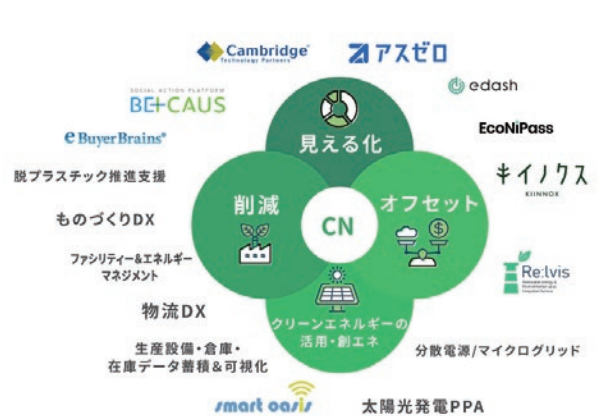 Cambridge
Technology Partners
アスゼロ
SOCIAL ACTION PLATFORM
BE+CAUS
edash
eBuyerBrains
EcoNiPass
見える化
キイノクス
KIINNOX
脱プラスチック推進支援
削減
オフセット
ものづくりDX
CN
ファシリティー&エネルギー
マネジメント
Re:lvis
物流DX
クリーンエネルギーの
活用・創エネ
生産設備・倉庫・
在庫データ蓄積&可視化
分散電源/マイクログリッド
smart oasis
太陽光発電PPA